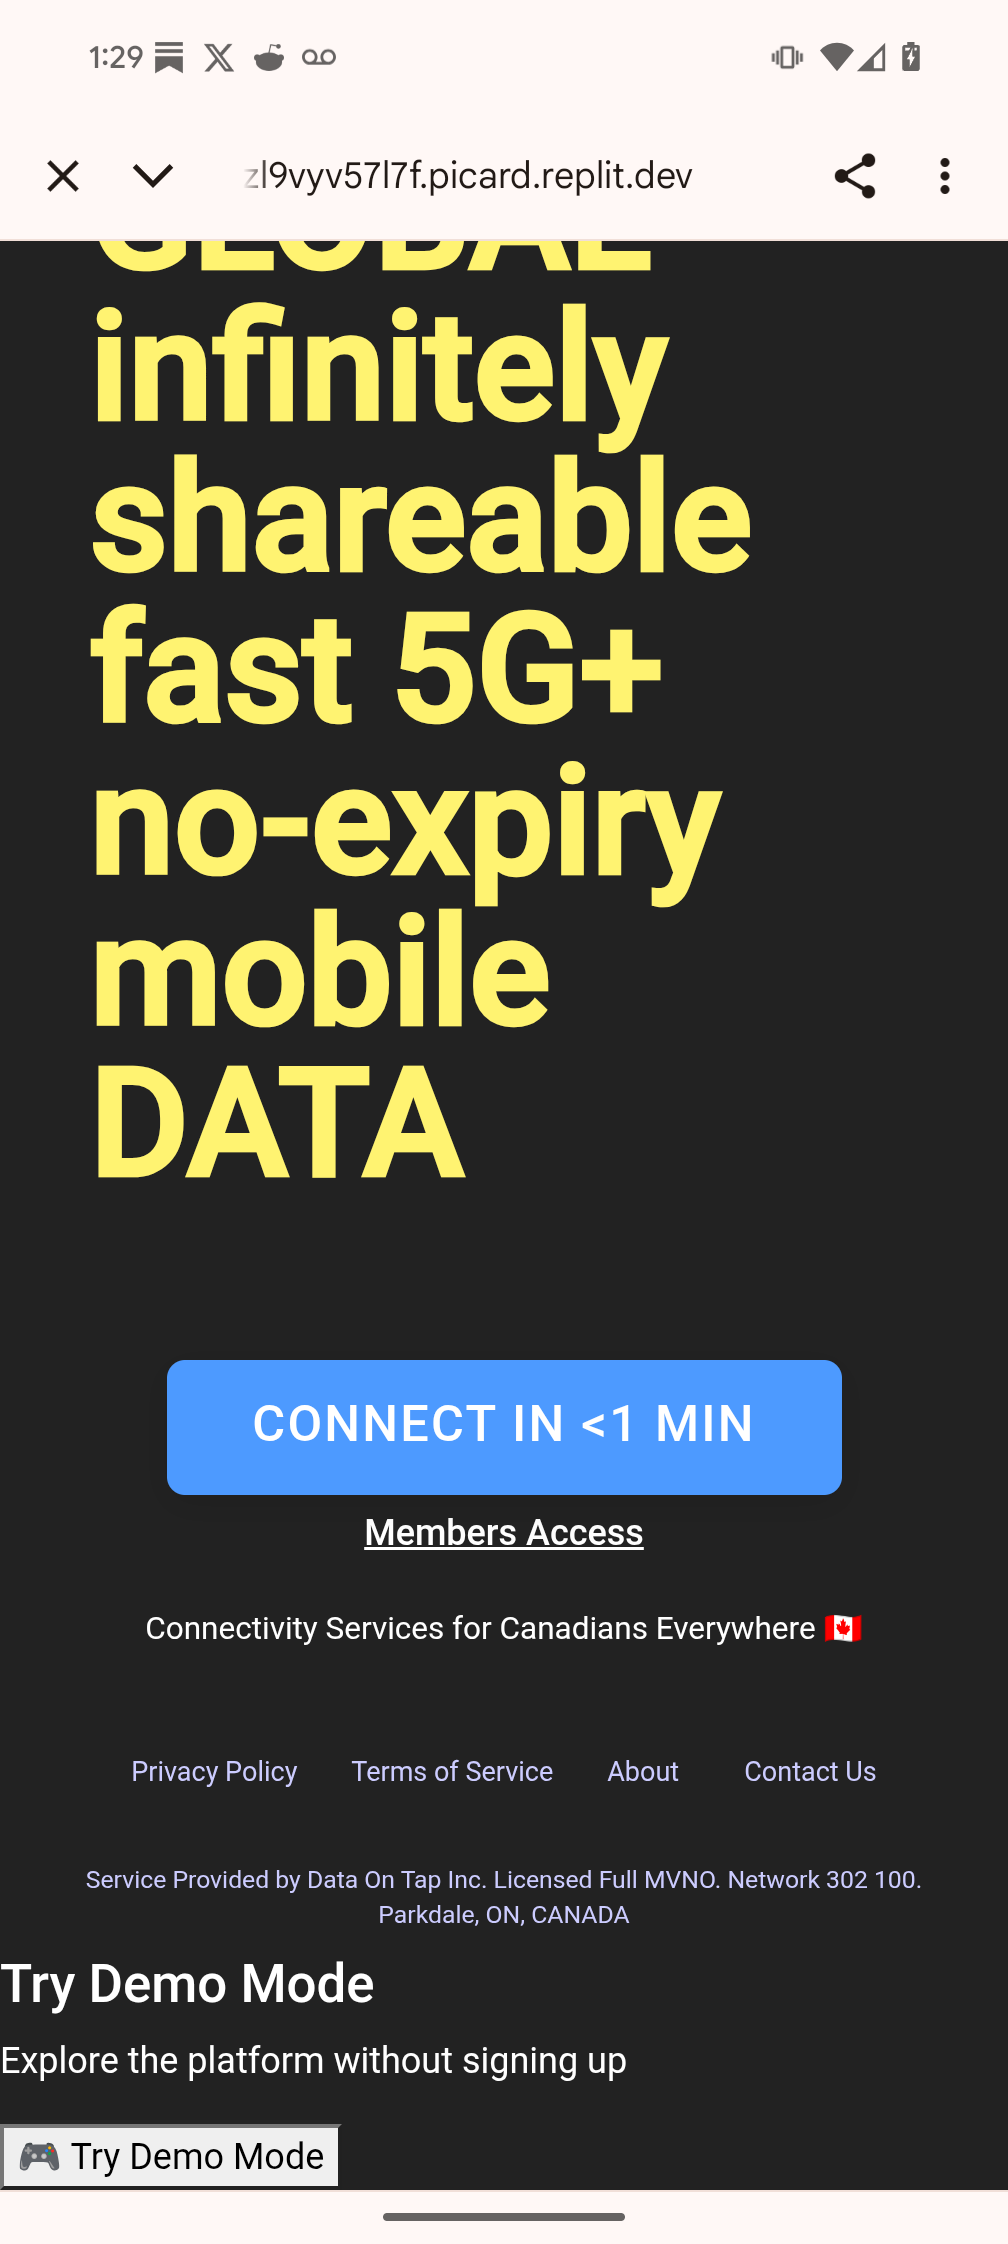 1:29
zl9vyv57l7f.picard.replit.dev
GLOBAL
infinitely
shareable
fast 5G+
no-expiry
mobile
DATA
CONNECT IN <1 MIN
Members Access
Connectivity Services for Canadians Everywhere 🇨🇦
Privacy Policy Terms of Service About Contact Us
Service Provided by Data On Tap Inc. Licensed Full MVNO. Network 302 100.
Parkdale, ON, CANADA
Try Demo Mode
Explore the platform without signing up
🎮 Try Demo Mode